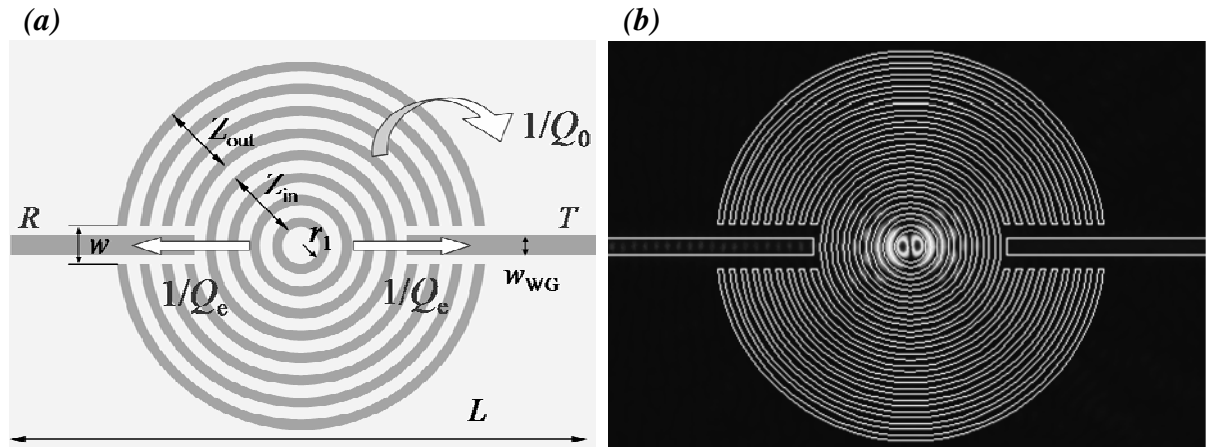 (a)
(b)
Z_out
1/Q_0
Z_in
R
T
w
r_1
w_WG
1/Q_e
1/Q_e
L